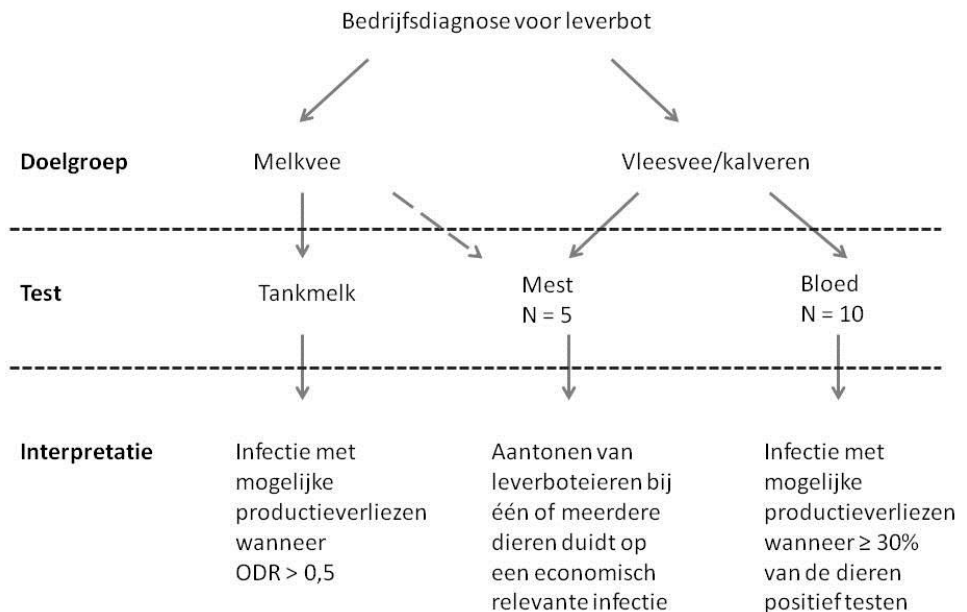 Bedrijfsdiagnose voor leverbot
Doelgroep
Melkvee
Vleesvee/kalveren
Test
Tankmelk
Mest
N = 5
Bloed
N = 10
Interpretatie
Infectie met
mogelijke
productieverliezen
wanneer
ODR > 0,5
Aantonen van
leverboteieren bij
één of meerdere
dieren duidt op
een economisch
relevante infectie
Infectie met
mogelijke
productieverliezen
wanneer ≥ 30%
van de dieren
positief testen